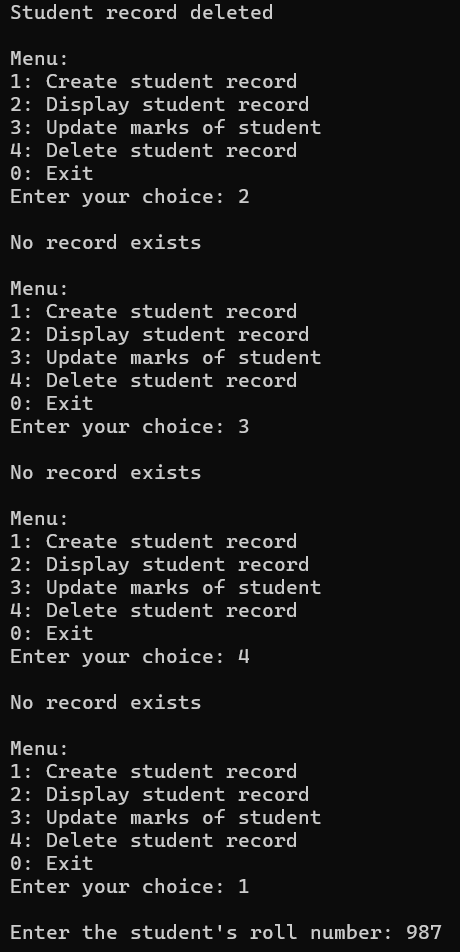 Student record deleted
Menu:
1: Create student record
2: Display student record
3: Update marks of student
4: Delete student record
0: Exit
Enter your choice: 2
No record exists
Menu:
1: Create student record
2: Display student record
3: Update marks of student
4: Delete student record
0: Exit
Enter your choice: 3
No record exists
Menu:
1: Create student record
2: Display student record
3: Update marks of student
4: Delete student record
0: Exit
Enter your choice: 4
No record exists
Menu:
1: Create student record
2: Display student record
3: Update marks of student
4: Delete student record
0: Exit
Enter your choice: 1
Enter the student's roll number: 987